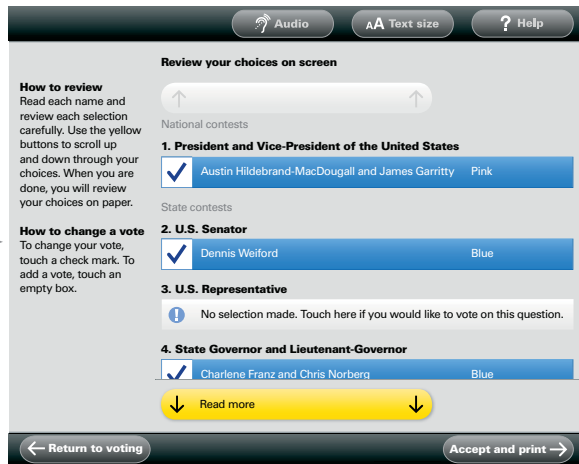 Audio
AA Text size
? Help
How to review
Read each name and
review each selection
carefully. Use the yellow
buttons to scroll up
and down through your
choices. When you are
done, you will review
your choices on paper.
How to change a vote
To change your vote,
touch a check mark. To
add a vote, touch an
empty box.
Review your choices on screen
National contests
1. President and Vice-President of the United States
Austin Hildebrand-MacDougall and James Garritty Pink
State contests
2. U.S. Senator
Dennis Weiford Blue
3. U.S. Representative
No selection made. Touch here if you would like to vote on this question.
4. State Governor and Lieutenant-Governor
Charlene Franz and Chris Norberg Blue
Read more
Return to voting
Accept and print